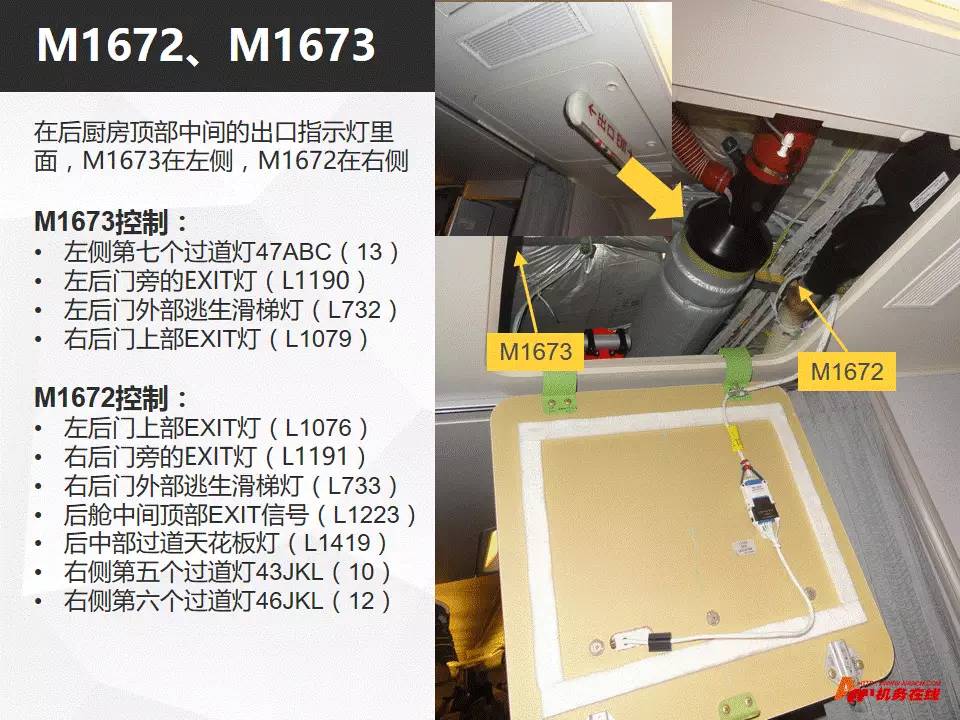 M1672、M1673
在后厨房顶部中间的出口指示灯里
面，M1673在左侧，M1672在右侧
M1673控制：
• 左侧第七个过道灯47ABC（13）
• 左后门旁的EXIT灯（L1190）
• 左后门外部逃生滑梯灯（L732）
• 右后门上部EXIT灯（L1079）
M1672控制：
• 左后门上部EXIT灯（L1076）
• 右后门旁的EXIT灯（L1191）
• 右后门外部逃生滑梯灯（L733）
• 后舱中间顶部EXIT信号（L1223）
• 后中部过道天花板灯（L1419）
• 右侧第五个过道灯43JKL（10）
• 右侧第六个过道灯46JKL（12）
出口
M1673
M1672
机务在线